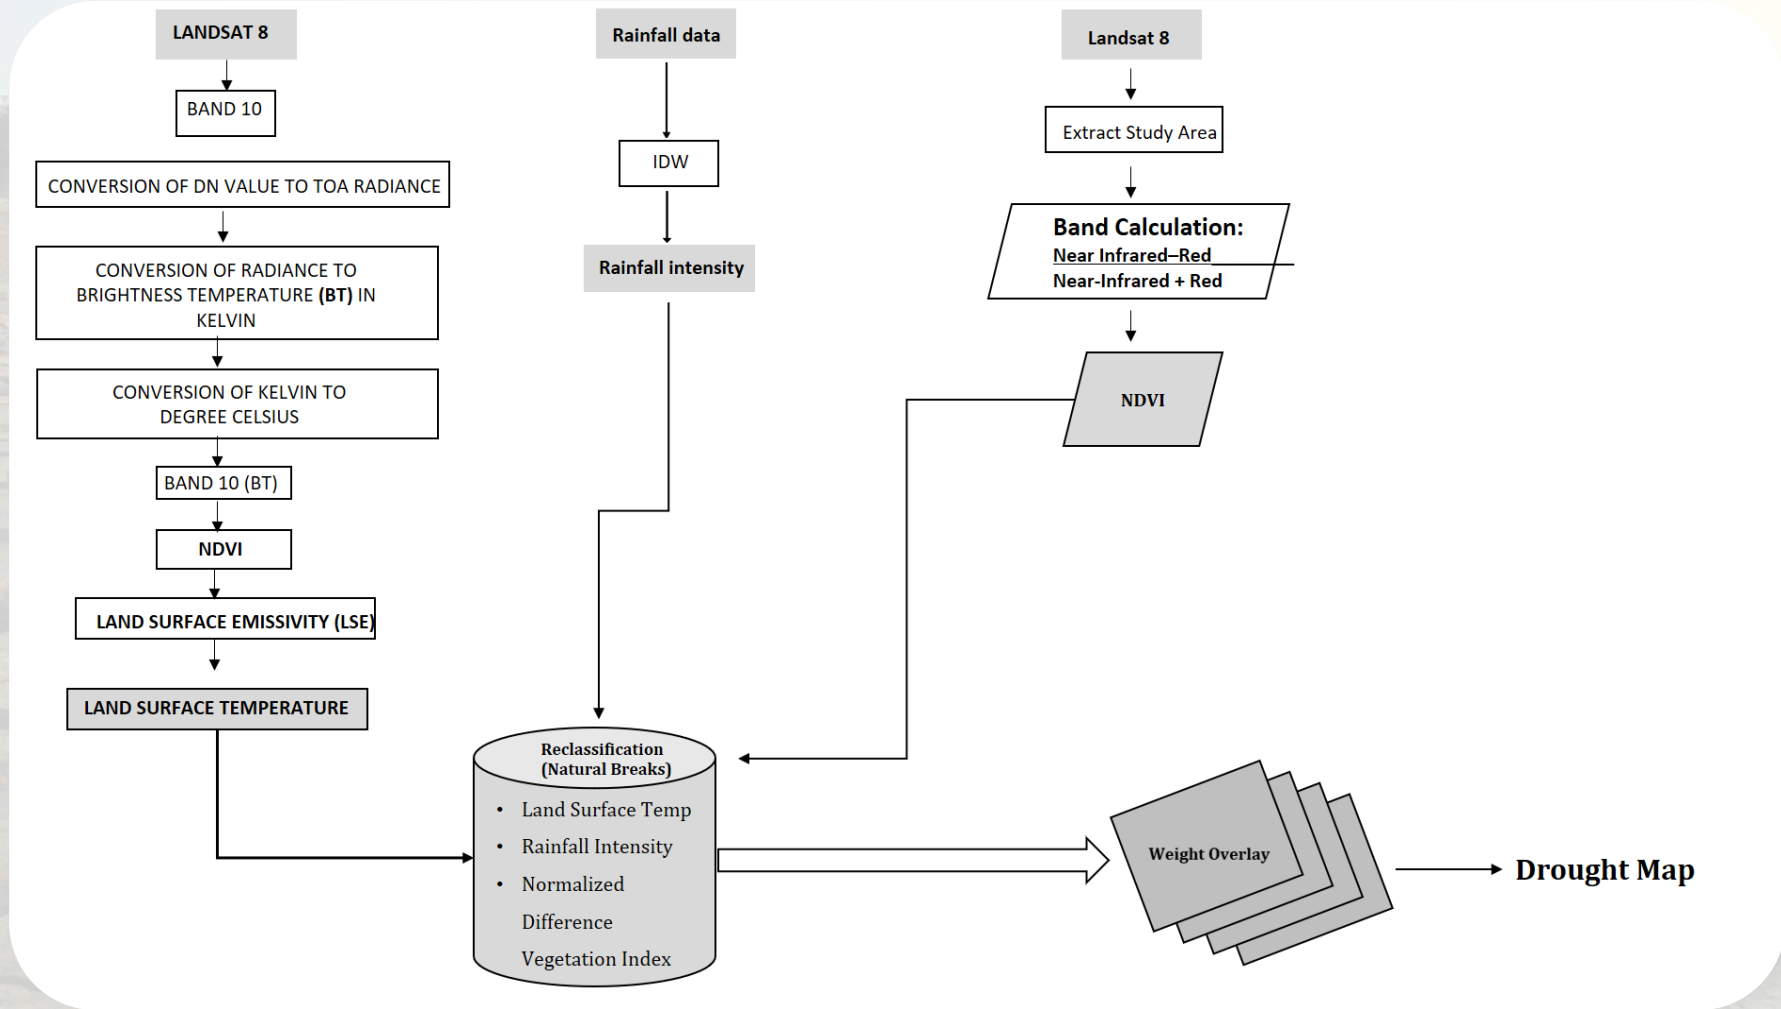 LANDSAT 8
BAND 10
CONVERSION OF DN VALUE TO TOA RADIANCE
CONVERSION OF RADIANCE TO
BRIGHTNESS TEMPERATURE (BT) IN
KELVIN
CONVERSION OF KELVIN TO
DEGREE CELSIUS
BAND 10 (BT)
NDVI
LAND SURFACE EMISSIVITY (LSE)
LAND SURFACE TEMPERATURE
Rainfall data
IDW
Rainfall intensity
Landsat 8
Extract Study Area
Band Calculation:
Near Infrared–Red
Near-Infrared + Red
NDVI
Reclassification
(Natural Breaks)
• Land Surface Temp
• Rainfall Intensity
• Normalized
Difference
Vegetation Index
Weight Overlay
Drought Map